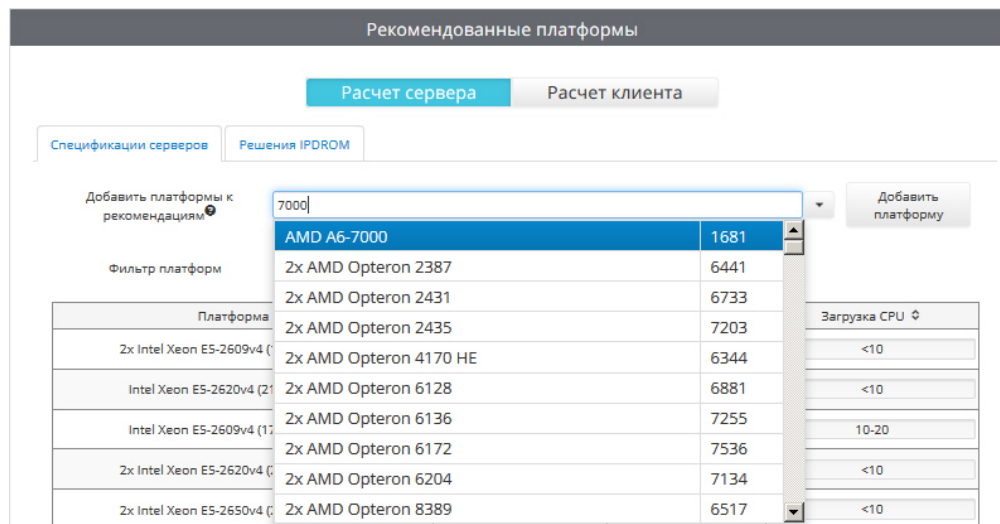 Рекомендованные платформы
Расчет сервера Расчет клиента
Спецификации серверов Решения IPDROM
Добавить платформы к рекомендациям
7000
Добавить платформу
AMD A6-7000 1681
2x AMD Opteron 2387 6441
Фильтр платформ
2x AMD Opteron 2431 6733
Платформа
Загрузка CPU
2x AMD Opteron 2435 7203
2x Intel Xeon E5-2609v4 (1
<10
2x AMD Opteron 4170 HE 6344
Intel Xeon E5-2620v4 (21
2x AMD Opteron 6128 6881
<10
Intel Xeon E5-2609v4 (17
2x AMD Opteron 6136 7255
10-20
2x AMD Opteron 6172 7536
2x Intel Xeon E5-2620v4 (
<10
2x AMD Opteron 6204 7134
2x Intel Xeon E5-2650v4 (
2x AMD Opteron 8389 6517
<10